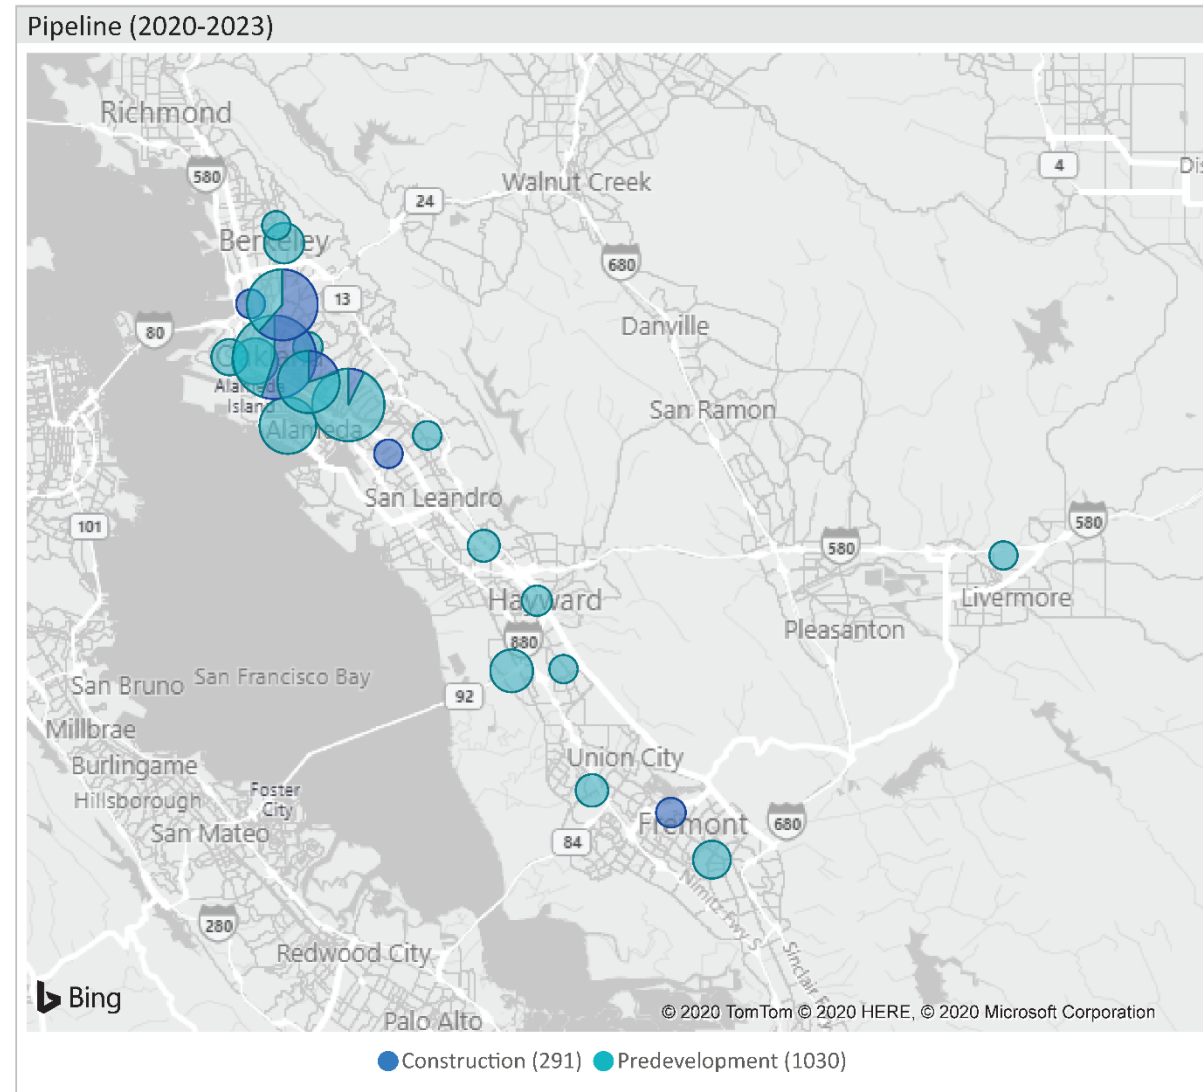 Pipeline (2020-2023)
Richmond
580
Walnut Creek
4
24
Berkeley
680
13
80
Danville
Alameda
Island
San Ramon
Alameda
San Leandro
101
580
580
Hayward
Livermore
880
Pleasanton
San Francisco Bay
San Bruno
92
Millbrae
Union City
Burlingame
Foster
City
Hillsborough
San Mateo
Fremont
680
84
Nimitz Fwy S
280
Redwood City
Bing
Palo Alto
© 2020 TomTom © 2020 HERE, © 2020 Microsoft Corporation
Construction (291) Predevelopment (1030)